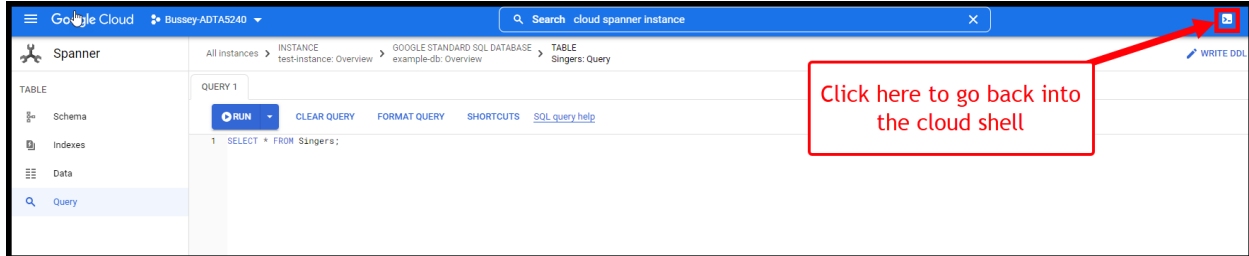 Google Cloud Bussey-ADTA5240 Search cloud spanner instance
Spanner
All instances > INSTANCE > GOOGLE STANDARD SQL DATABASE > TABLE
test-instance: Overview example-db: Overview Singers: Query
WRITE DDL
TABLE
Schema
Indexes
Data
Query
QUERY 1
RUN CLEAR QUERY FORMAT QUERY SHORTCUTS SQL query help
1 SELECT * FROM Singers;
Click here to go back into
the cloud shell